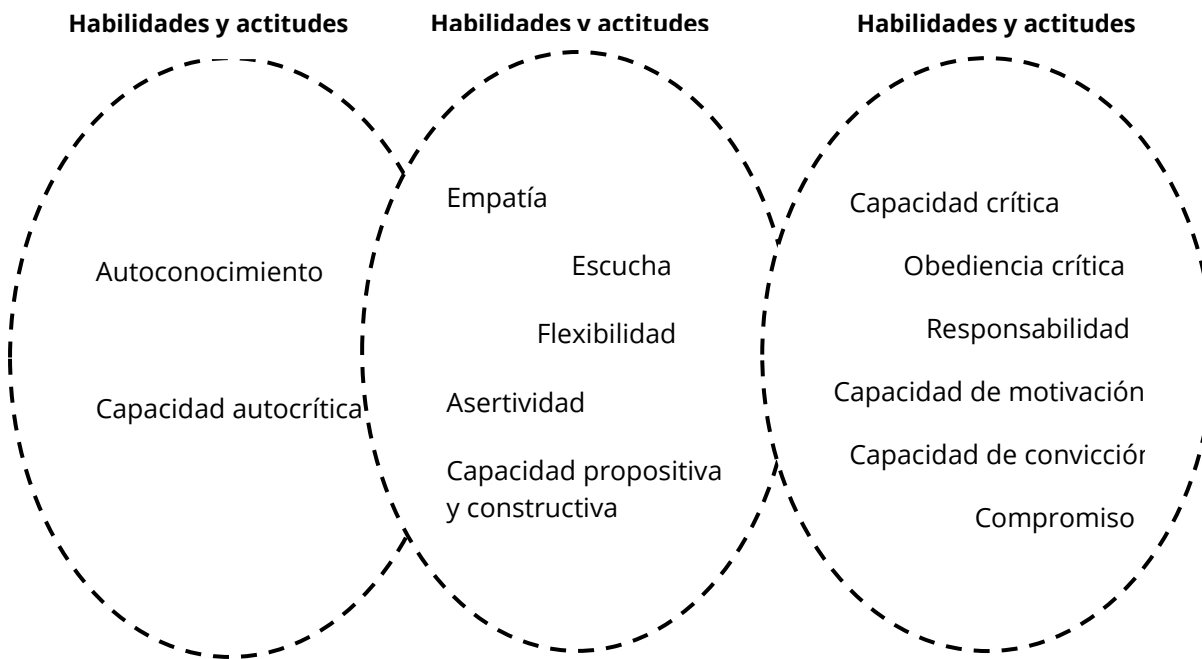 Habilidades y actitudes
Autoconocimiento
Capacidad autocrítica
Habilidades y actitudes
Empatía
Escucha
Flexibilidad
Asertividad
Capacidad propositiva
y constructiva
Habilidades y actitudes
Capacidad crítica
Obediencia crítica
Responsabilidad
Capacidad de motivación
Capacidad de convicción
Compromiso